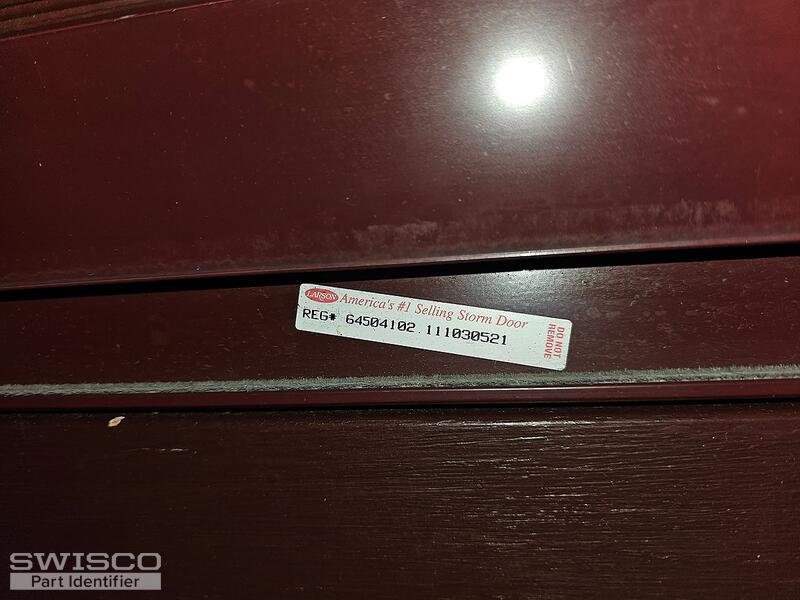 LARSON America's #1 Selling Storm Door
REG# 64504102.111030521
DO NOT
REMOVE
SWISCO
Part Identifier